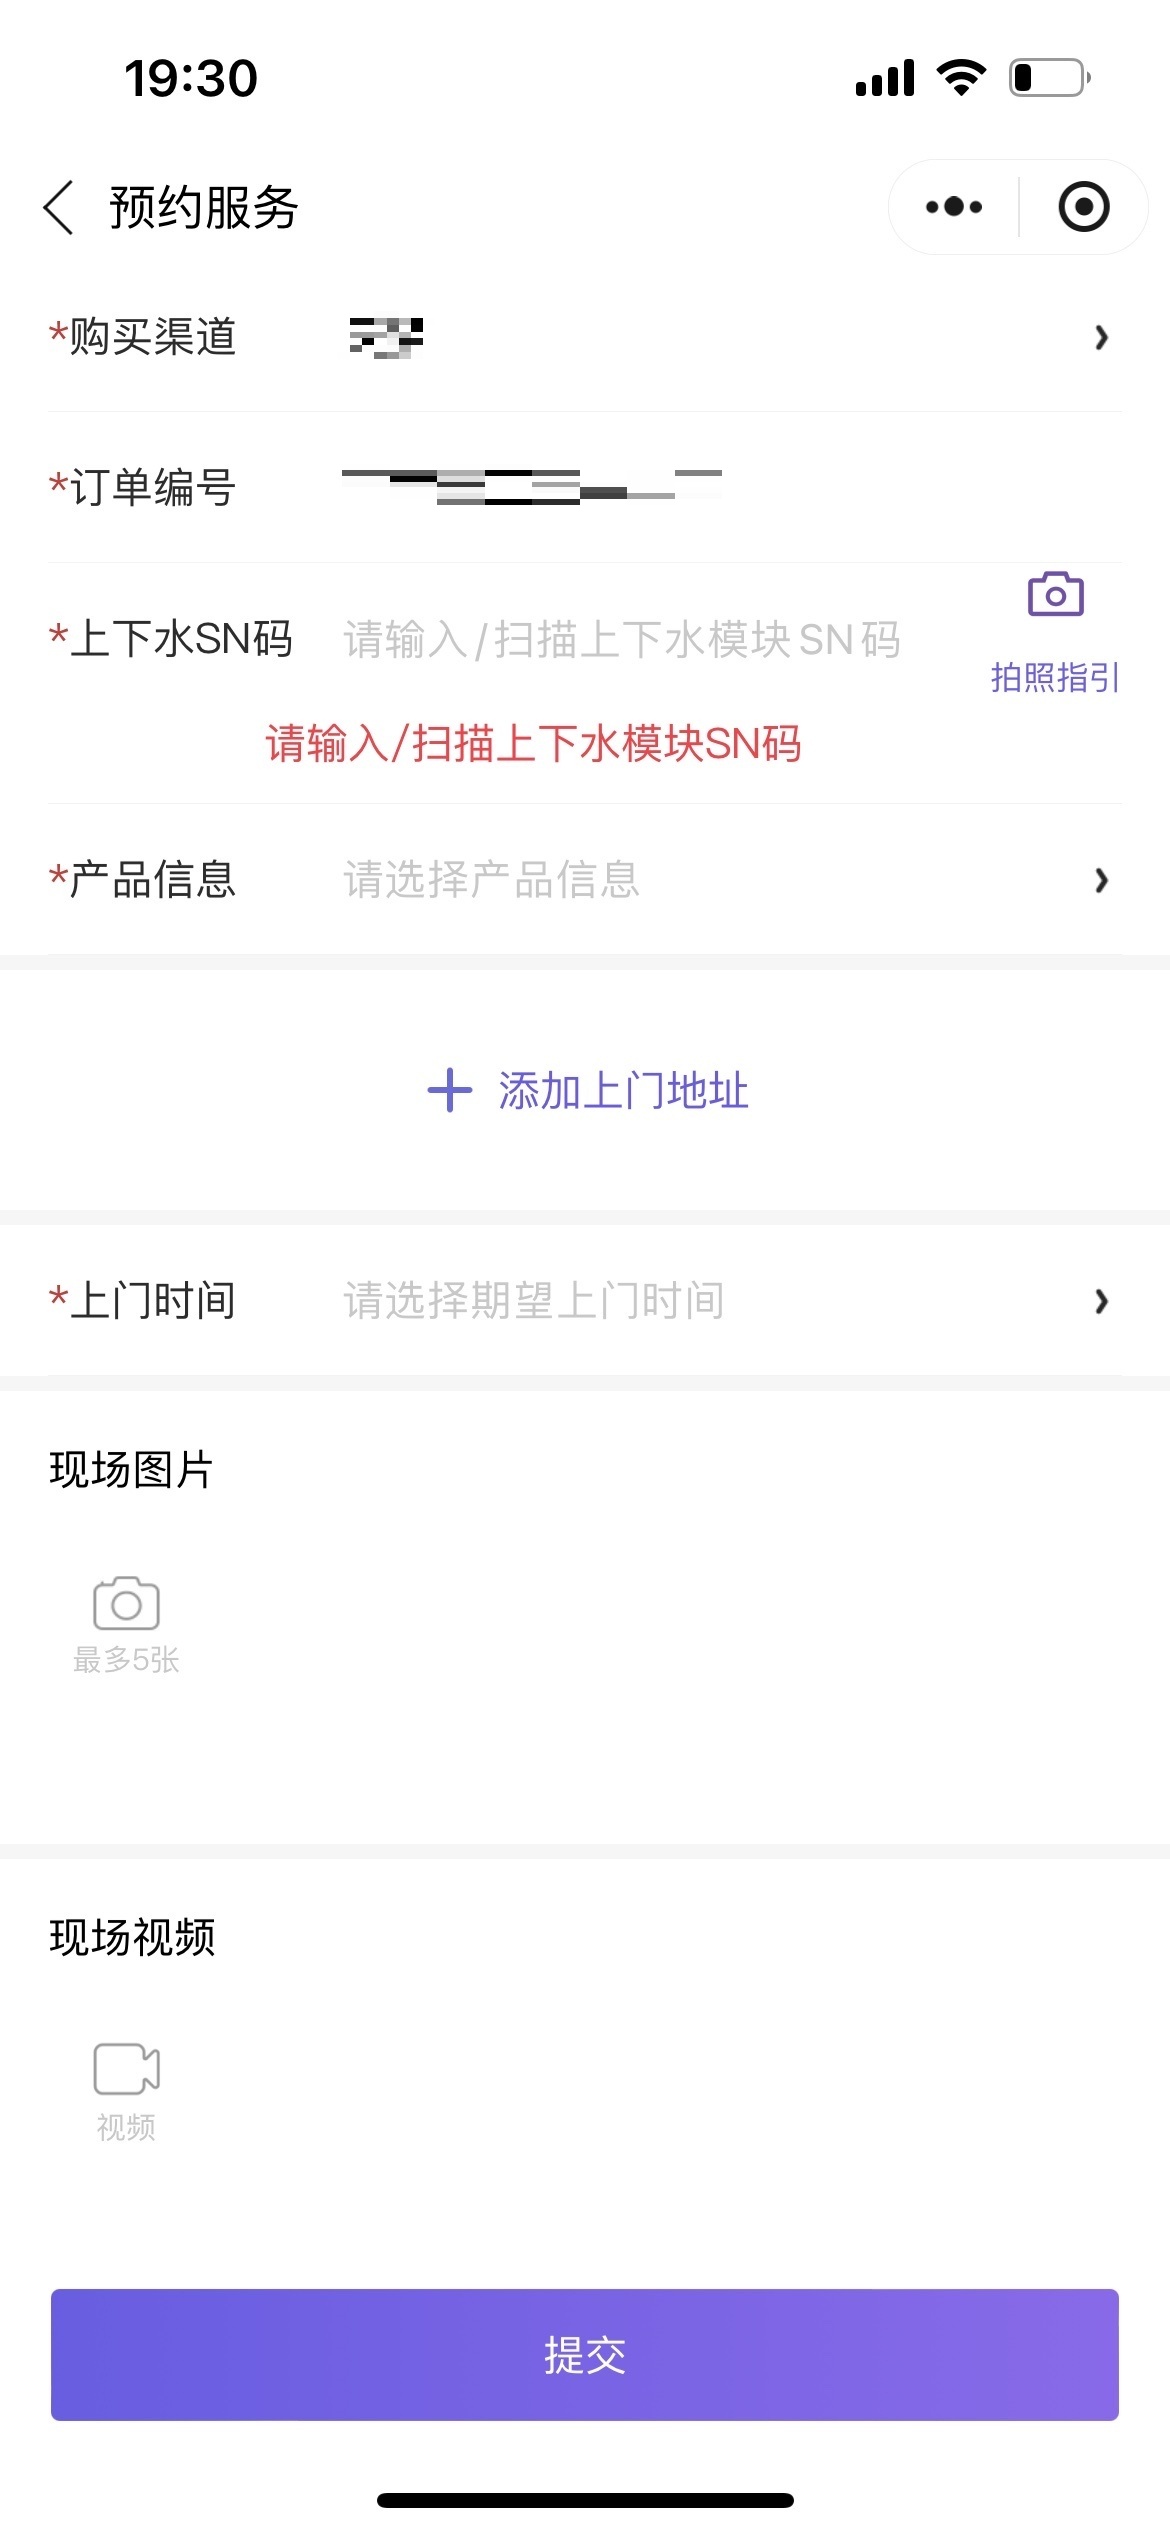 19:30
预约服务
*购买渠道
*订单编号
*上下水SN码 请输入/扫描上下水模块SN码
拍照指引
请输入/扫描上下水模块SN码
*产品信息 请选择产品信息
添加上门地址
*上门时间 请选择期望上门时间
现场图片
最多5张
现场视频
视频
提交